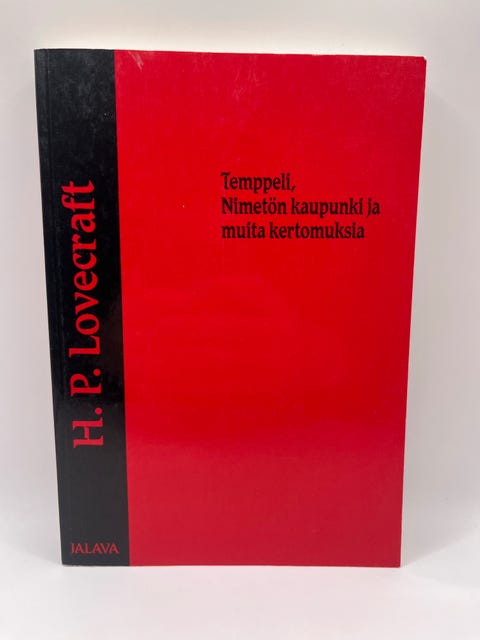 H. P. Lovecraft
Temppeli,
Nimetön kaupunki ja
muita kertomuksia
JALAVA